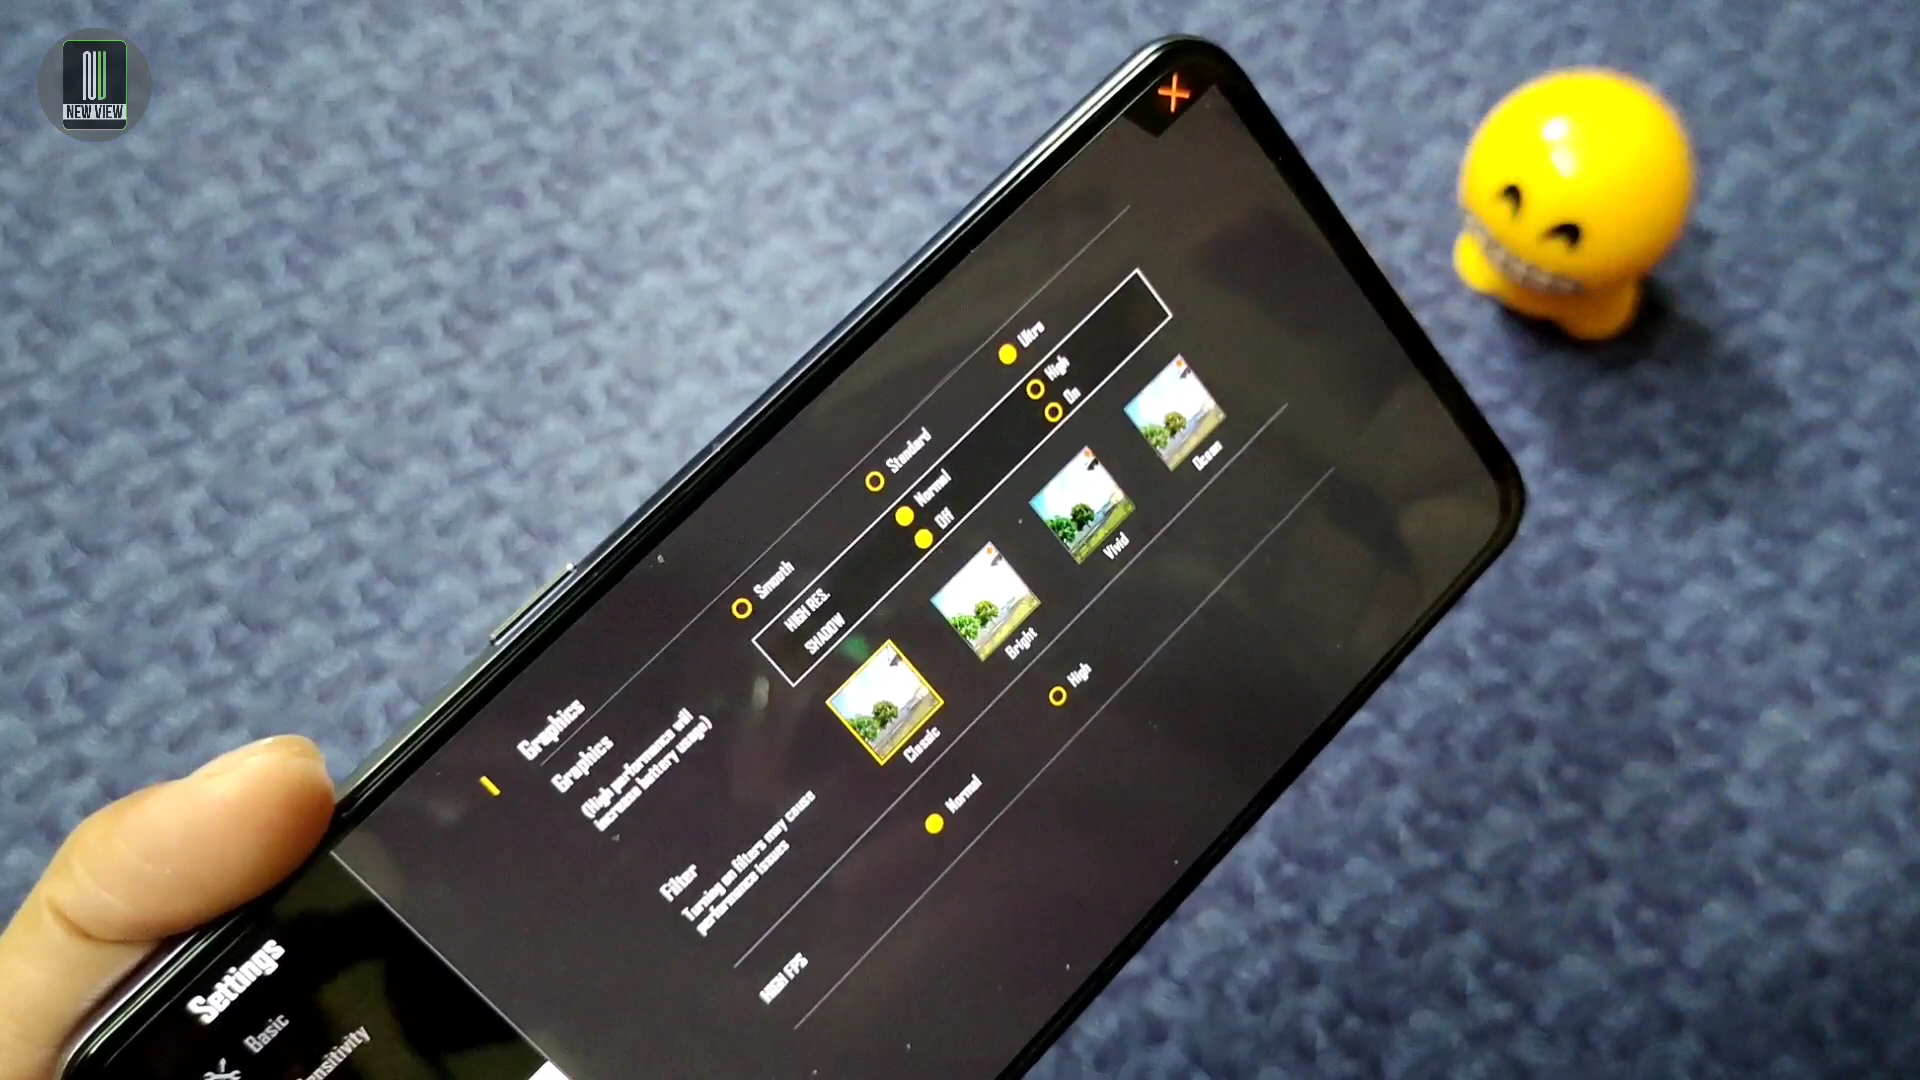 NEW VIEW
Graphics
Graphics
(High performance will
increase battery usage)
Smooth
Standard
Ultra
HIGH RES.
Normal
High
SHADOW
Off
On
Filter
Turning on filters may cause
performance issues
Classic
Bright
Vivid
Ocean
HIGH FPS
Normal
High
Settings
Basic